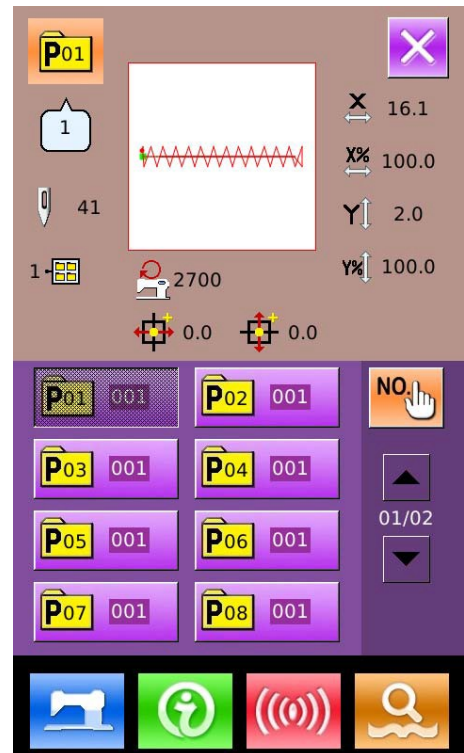 P01
1
X 16.1
X% 100.0
41
Y 2.0
1
2700
Y% 100.0
0.0 0.0
P01 001 P02 001
NO.
P03 001 P04 001
01/02
P05 001 P06 001
P07 001 P08 001